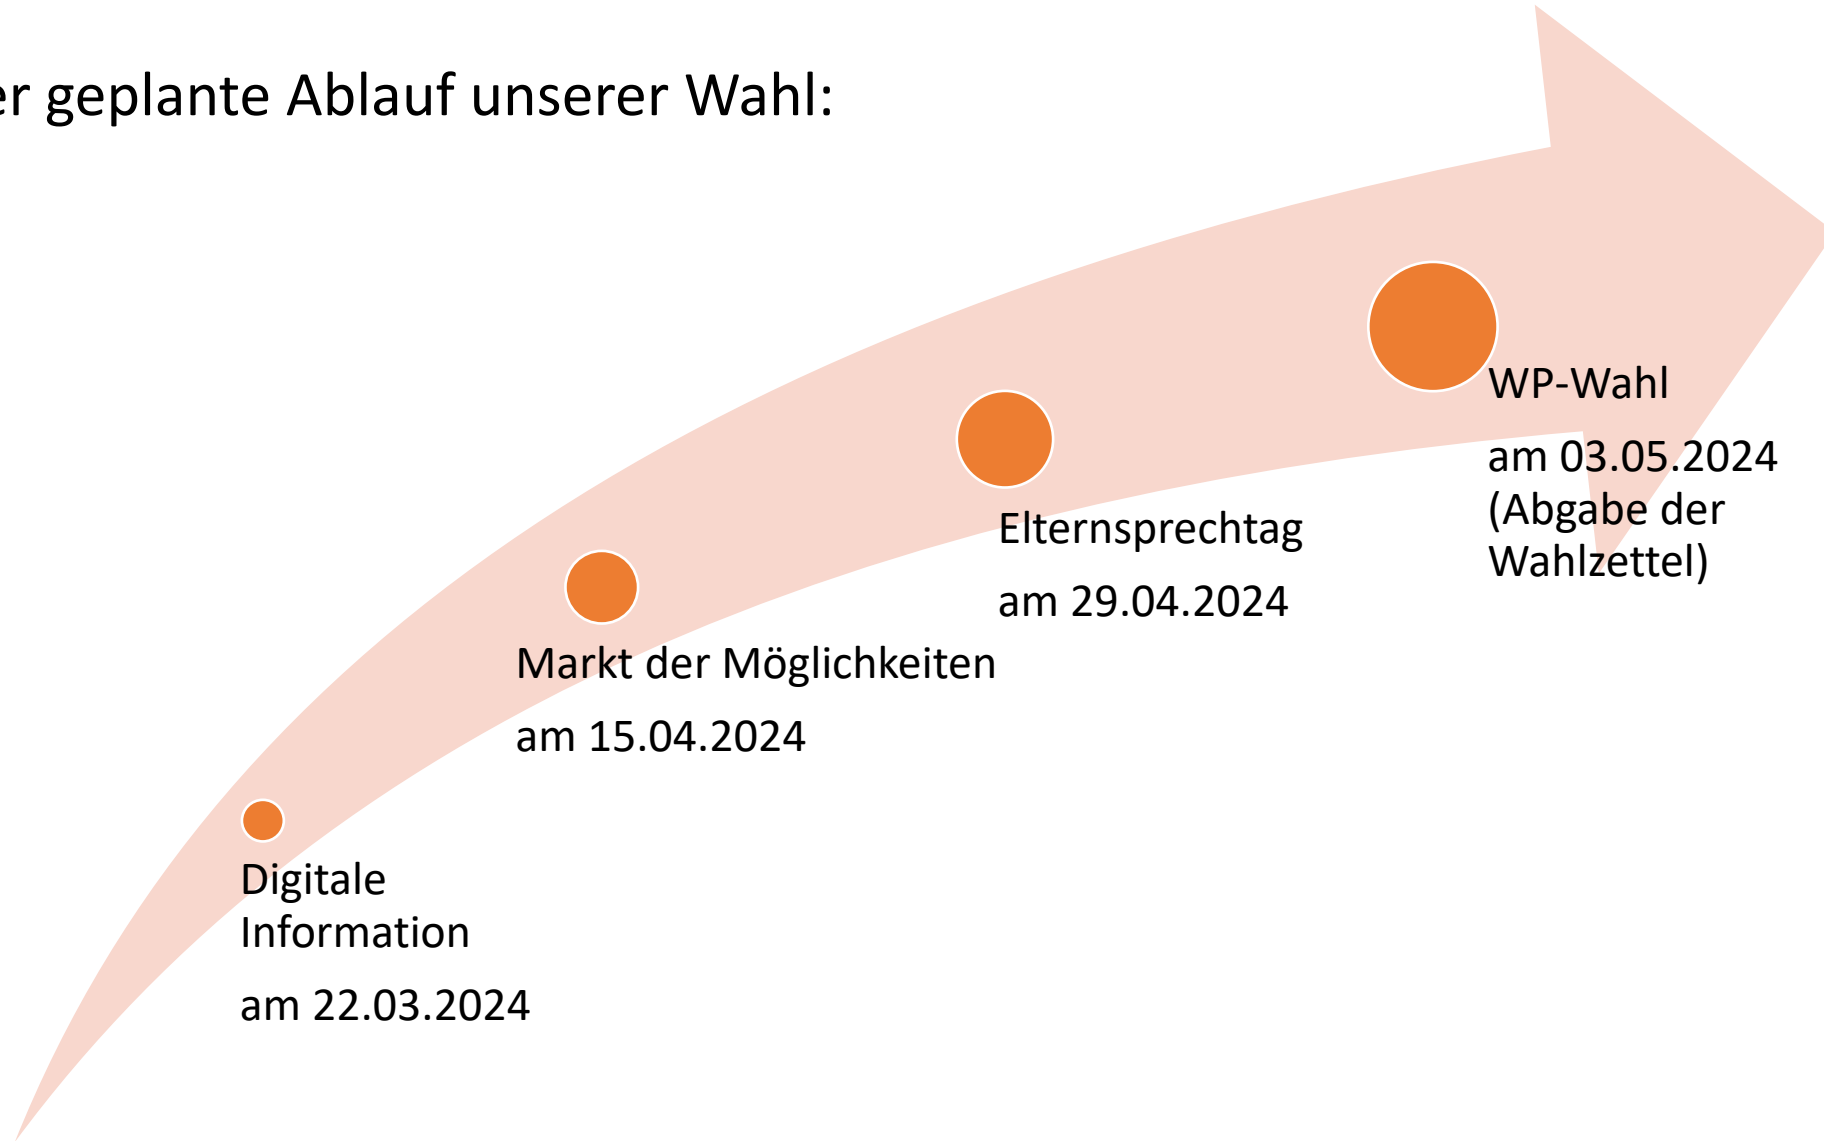 er geplante Ablauf unserer Wahl:
Digitale
Information
am 22.03.2024
Markt der Möglichkeiten
am 15.04.2024
Elternsprechtag
am 29.04.2024
WP-Wahl
am 03.05.2024
(Abgabe der
Wahlzettel)